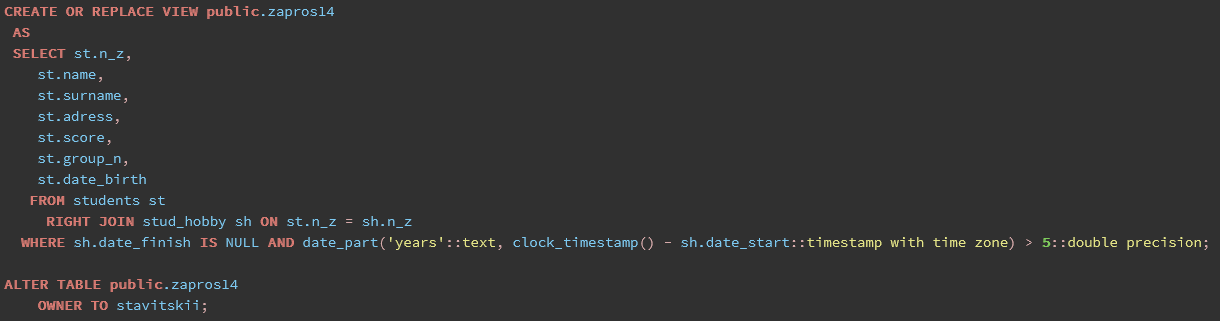 CREATE OR REPLACE VIEW public.zapros14
AS
SELECT st.n_z,
st.name,
st.surname,
st.adress,
st.score,
st.group_n,
st.date_birth
FROM students st
RIGHT JOIN stud_hobby sh ON st.n_z = sh.n_z
WHERE sh.date_finish IS NULL AND date_part('years'::text, clock_timestamp() - sh.date_start::timestamp with time zone) > 5::double precision;
ALTER TABLE public.zapros14
OWNER TO stavitskii;